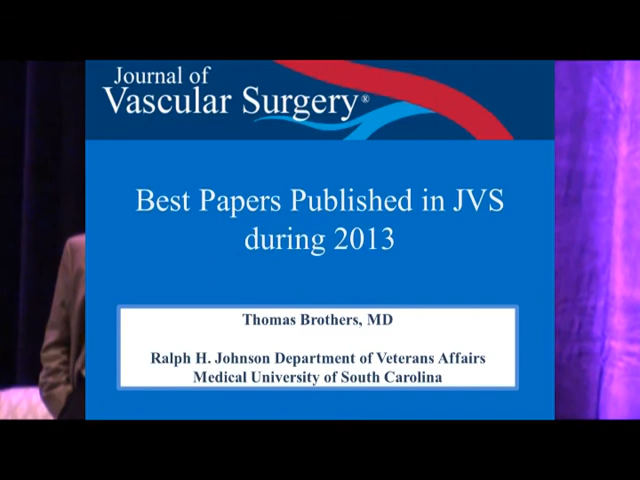 Journal of
Vascular Surgery®
Best Papers Published in JVS
during 2013
Thomas Brothers, MD
Ralph H. Johnson Department of Veterans Affairs
Medical University of South Carolina